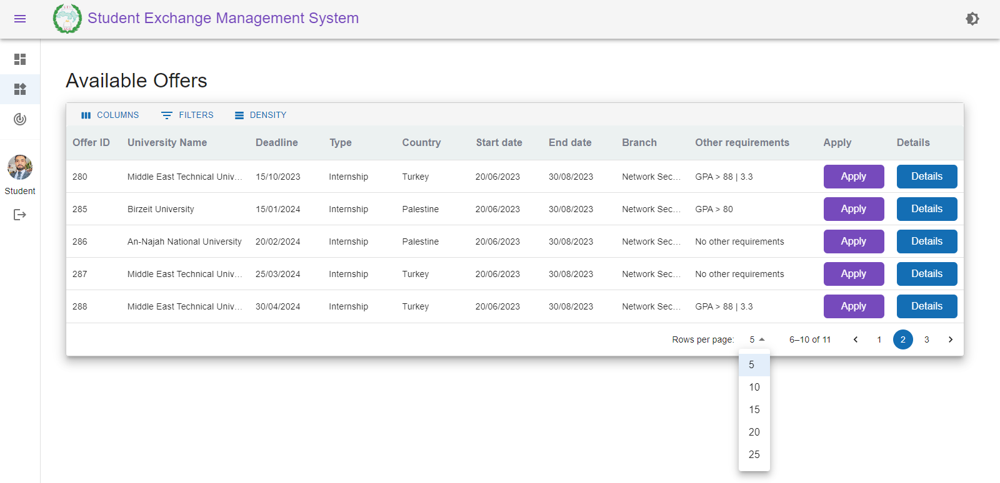 Student Exchange Management System
Available Offers
COLUMNS FILTERS DENSITY
Offer ID University Name Deadline Type Country Start date End date Branch Other requirements Apply Details
280 Middle East Technical Univ... 15/10/2023 Internship Turkey 20/06/2023 30/08/2023 Network Sec... GPA > 88 | 3.3 Apply Details
285 Birzeit University 15/01/2024 Internship Palestine 20/06/2023 30/08/2023 Network Sec... GPA > 80 Apply Details
Student
286 An-Najah National University 20/02/2024 Internship Palestine 20/06/2023 30/08/2023 Network Sec... No other requirements Apply Details
287 Middle East Technical Univ... 25/03/2024 Internship Turkey 20/06/2023 30/08/2023 Network Sec... No other requirements Apply Details
288 Middle East Technical Univ... 30/04/2024 Internship Turkey 20/06/2023 30/08/2023 Network Sec... GPA > 88 | 3.3 Apply Details
Rows per page: 5 6–10 of 11 1 2 3
5
10
15
20
25